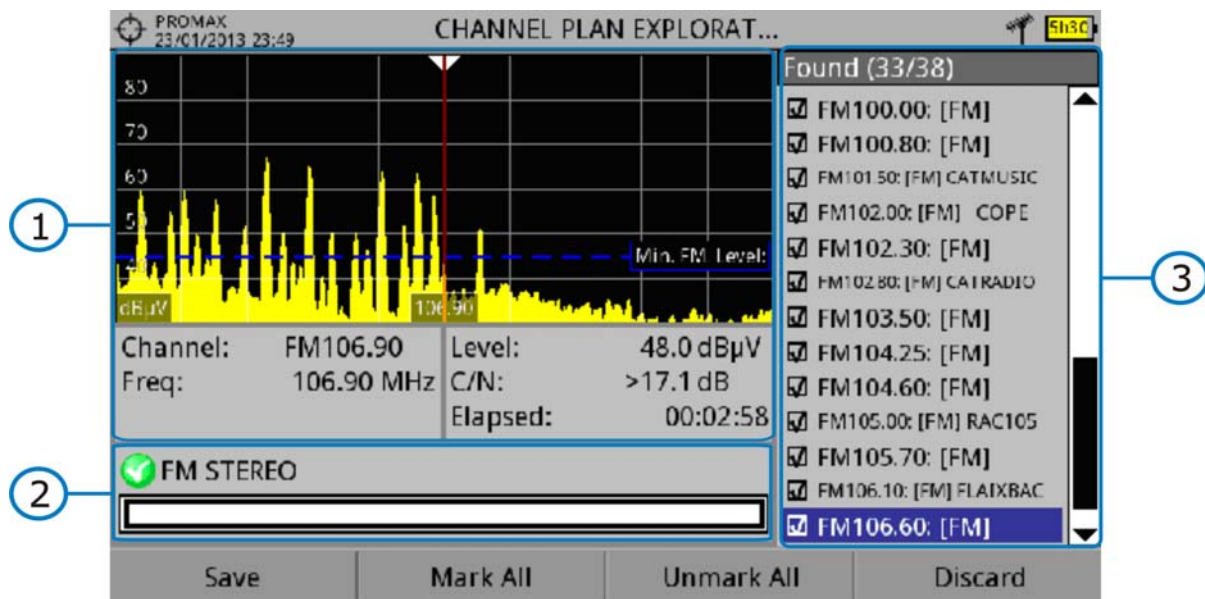 PROMAX
23/01/2013 23:49
CHANNEL PLAN EXPLORAT...
5h30
80
70
60
50
dBµV
106.90
Min. FM Level:
Channel: FM106.90
Freq: 106.90 MHz
Level: 48.0 dBµV
C/N: >17.1 dB
Elapsed: 00:02:58
1
FM STEREO
2
Found (33/38)
FM100.00: [FM]
FM100.80: [FM]
FM101.50: [FM] CATMUSIC
FM102.00: [FM] COPE
FM102.30: [FM]
FM102.80: [FM] CATRADIO
FM103.50: [FM]
FM104.25: [FM]
FM104.60: [FM]
FM105.00: [FM] RAC105
FM105.70: [FM]
FM106.10: [FM] FLAIXBAC
FM106.60: [FM]
3
Save
Mark All
Unmark All
Discard